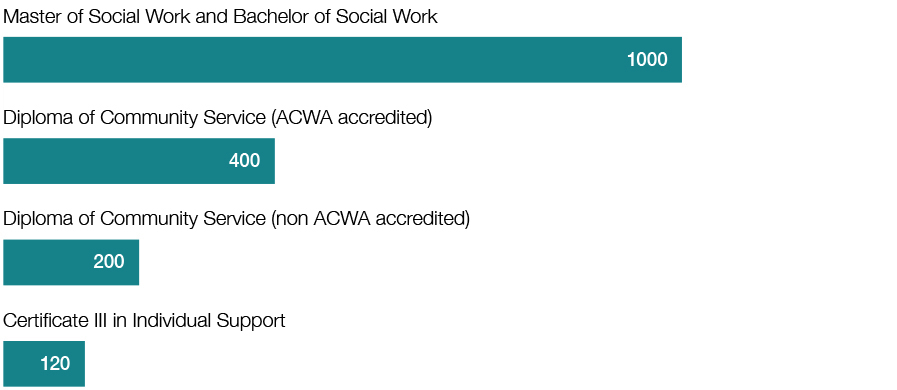 Master of Social Work and Bachelor of Social Work
1000
Diploma of Community Service (ACWA accredited)
400
Diploma of Community Service (non ACWA accredited)
200
Certificate III in Individual Support
120